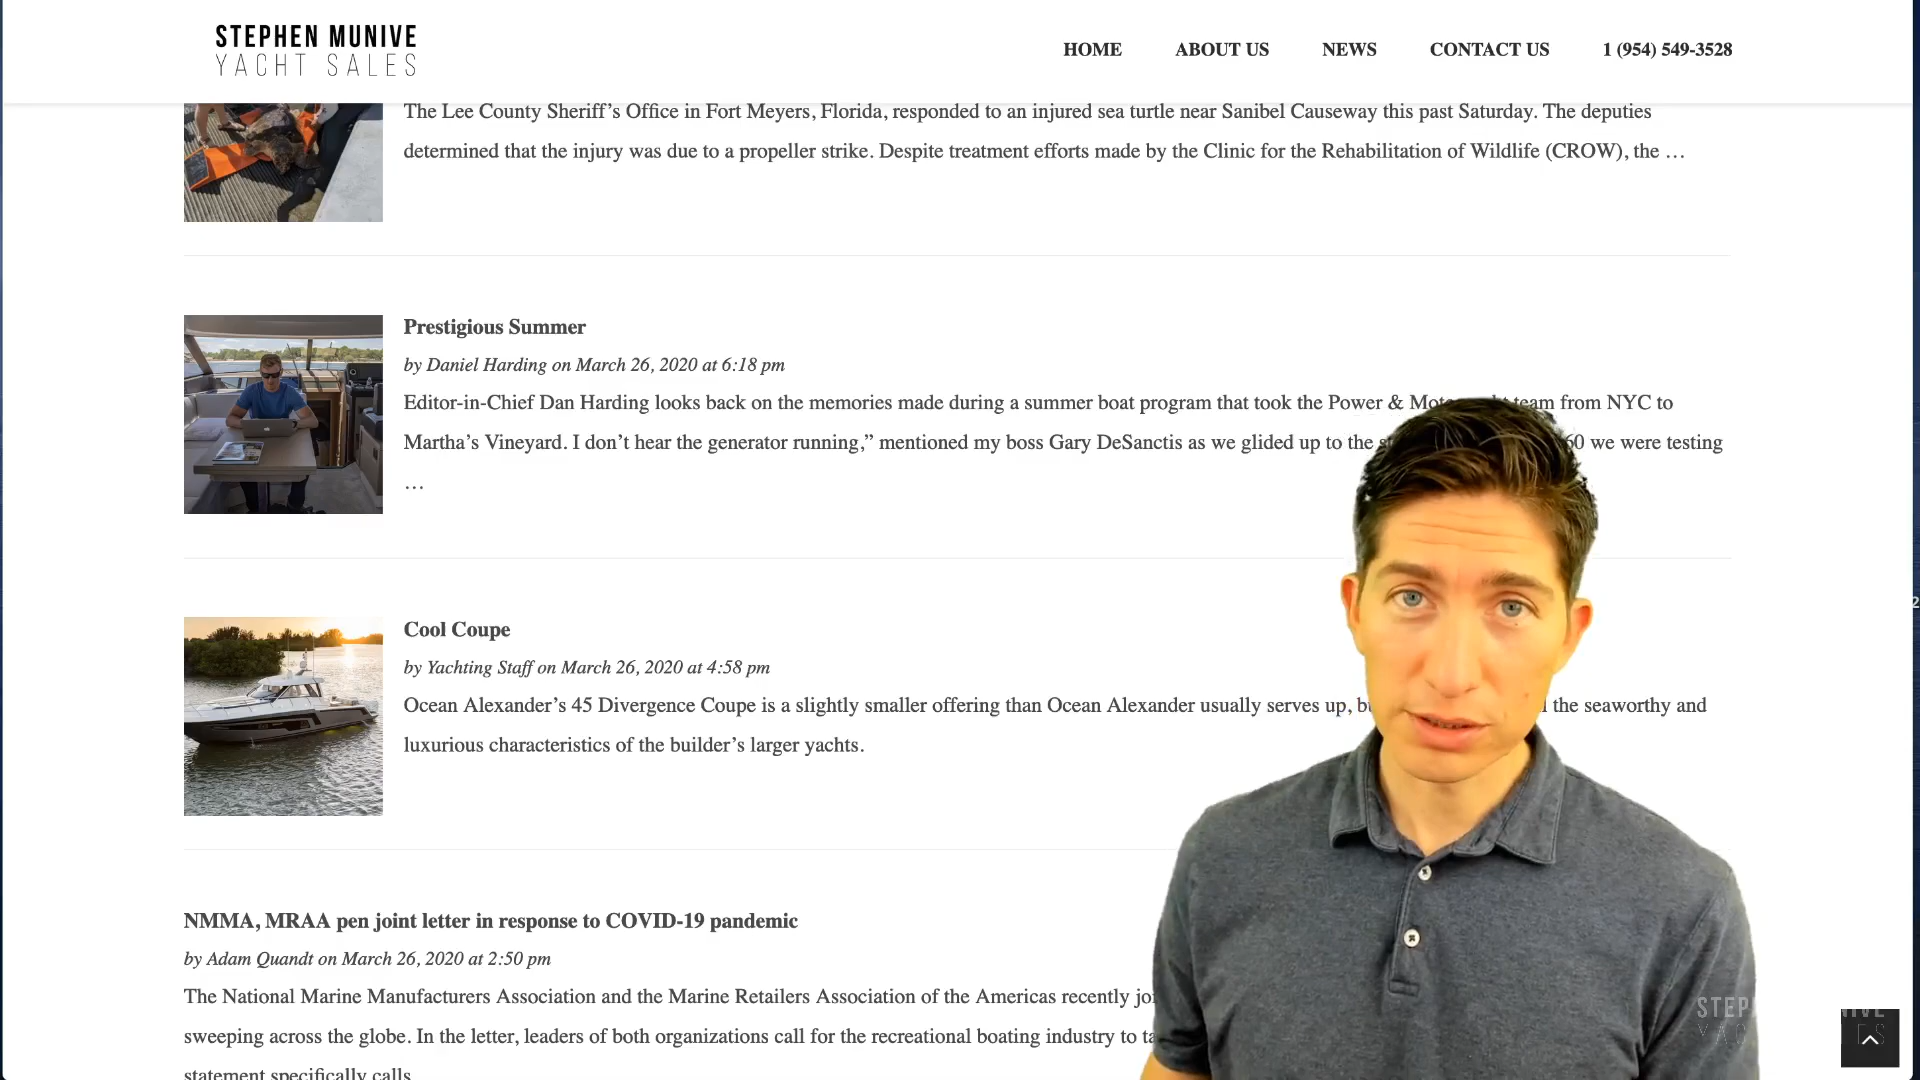 STEPHEN MUNIVE
YACHT SALES
HOME
ABOUT US
NEWS
CONTACT US
1 (954) 549-3528
The Lee County Sheriff’s Office in Fort Meyers, Florida, responded to an injured sea turtle near Sanibel Causeway this past Saturday. The deputies
determined that the injury was due to a propeller strike. Despite treatment efforts made by the Clinic for the Rehabilitation of Wildlife (CROW), the …
Prestigious Summer
by Daniel Harding on March 26, 2020 at 6:18 pm
Editor-in-Chief Dan Harding looks back on the memories made during a summer boat program that took the Power & team from NYC to
Martha’s Vineyard. I don’t hear the generator running,” mentioned my boss Gary DeSanctis as we glided up to the we were testing
…
Cool Coupe
by Yachting Staff on March 26, 2020 at 4:58 pm
Ocean Alexander’s 45 Divergence Coupe is a slightly smaller offering than Ocean Alexander usually serves up, the seaworthy and
luxurious characteristics of the builder’s larger yachts.
NMMA, MRAA pen joint letter in response to COVID-19 pandemic
by Adam Quandt on March 26, 2020 at 2:50 pm
The National Marine Manufacturers Association and the Marine Retailers Association of the Americas recently
sweeping across the globe. In the letter, leaders of both organizations call for the recreational boating industry to
statement specifically calls